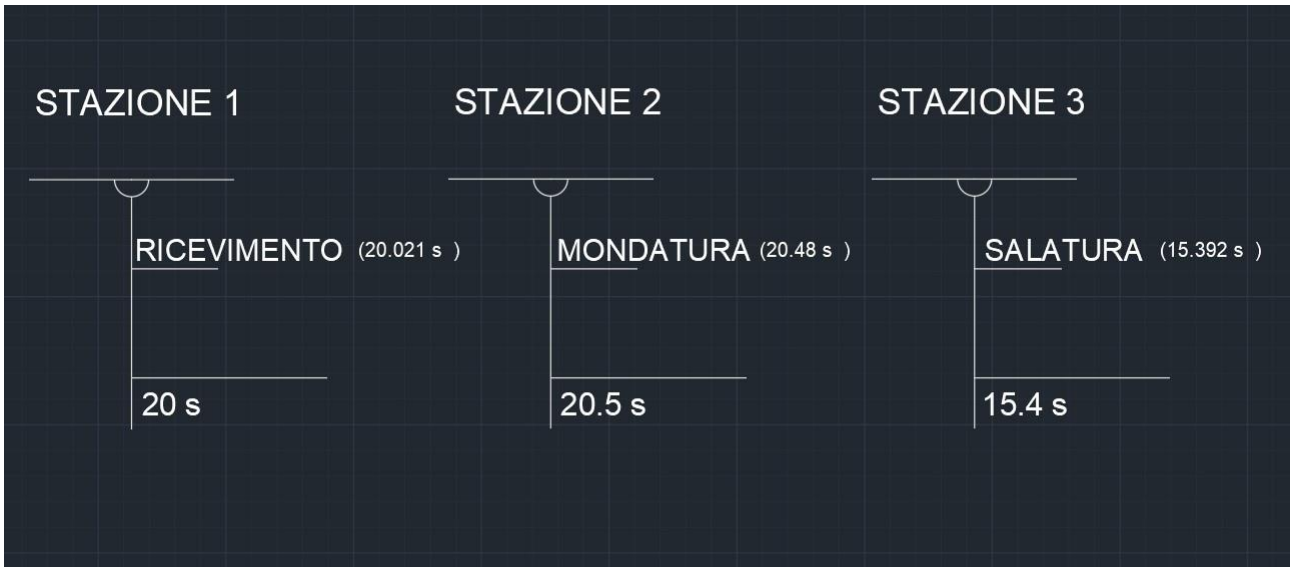 STAZIONE 1 STAZIONE 2 STAZIONE 3
RICEVIMENTO (20.021 s ) MONDATURA (20.48 s ) SALATURA (15.392 s )
20 s 20.5 s 15.4 s